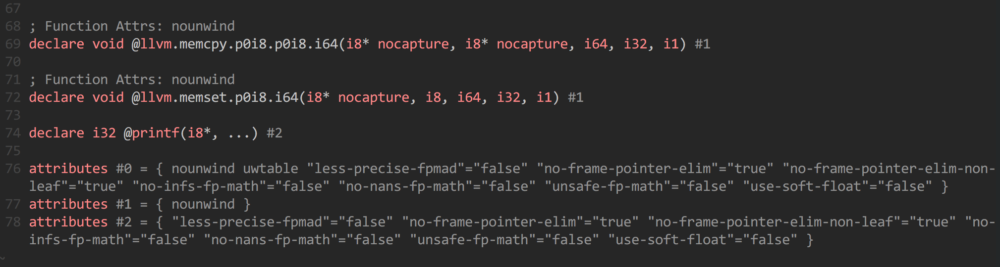 67
68 ; Function Attrs: nounwind
69 declare void @llvm.memcpy.p0i8.p0i8.i64(i8* nocapture, i8* nocapture, i64, i32, i1) #1
70
71 ; Function Attrs: nounwind
72 declare void @llvm.memset.p0i8.i64(i8* nocapture, i8, i64, i32, i1) #1
73
74 declare i32 @printf(i8*, ...) #2
75
76 attributes #0 = { nounwind uwtable "less-precise-fpmad"="false" "no-frame-pointer-elim"="true" "no-frame-pointer-elim-non-
leaf"="true" "no-infs-fp-math"="false" "no-nans-fp-math"="false" "unsafe-fp-math"="false" "use-soft-float"="false" }
77 attributes #1 = { nounwind }
78 attributes #2 = { "less-precise-fpmad"="false" "no-frame-pointer-elim"="true" "no-frame-pointer-elim-non-leaf"="true" "no-
infs-fp-math"="false" "no-nans-fp-math"="false" "unsafe-fp-math"="false" "use-soft-float"="false" }
~